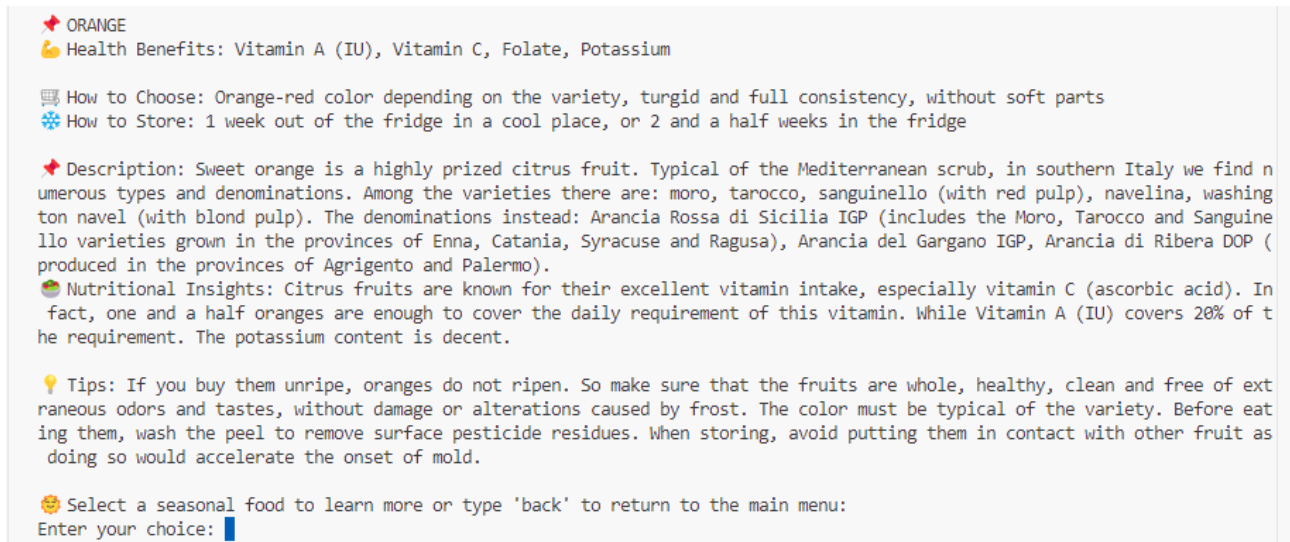 📌 ORANGE
💪 Health Benefits: Vitamin A (IU), Vitamin C, Folate, Potassium
🛒 How to Choose: Orange-red color depending on the variety, turgid and full consistency, without soft parts
❄️ How to Store: 1 week out of the fridge in a cool place, or 2 and a half weeks in the fridge
📌 Description: Sweet orange is a highly prized citrus fruit. Typical of the Mediterranean scrub, in southern Italy we find n
umerous types and denominations. Among the varieties there are: moro, tarocco, sanguinello (with red pulp), navelina, washing
ton navel (with blond pulp). The denominations instead: Arancia Rossa di Sicilia IGP (includes the Moro, Tarocco and Sanguine
llo varieties grown in the provinces of Enna, Catania, Syracuse and Ragusa), Arancia del Gargano IGP, Arancia di Ribera DOP (
produced in the provinces of Agrigento and Palermo).
🥗 Nutritional Insights: Citrus fruits are known for their excellent vitamin intake, especially vitamin C (ascorbic acid). In
 fact, one and a half oranges are enough to cover the daily requirement of this vitamin. While Vitamin A (IU) covers 20% of t
he requirement. The potassium content is decent.
💡 Tips: If you buy them unripe, oranges do not ripen. So make sure that the fruits are whole, healthy, clean and free of ext
raneous odors and tastes, without damage or alterations caused by frost. The color must be typical of the variety. Before eat
ing them, wash the peel to remove surface pesticide residues. When storing, avoid putting them in contact with other fruit as
 doing so would accelerate the onset of mold.
🌞 Select a seasonal food to learn more or type 'back' to return to the main menu:
Enter your choice: